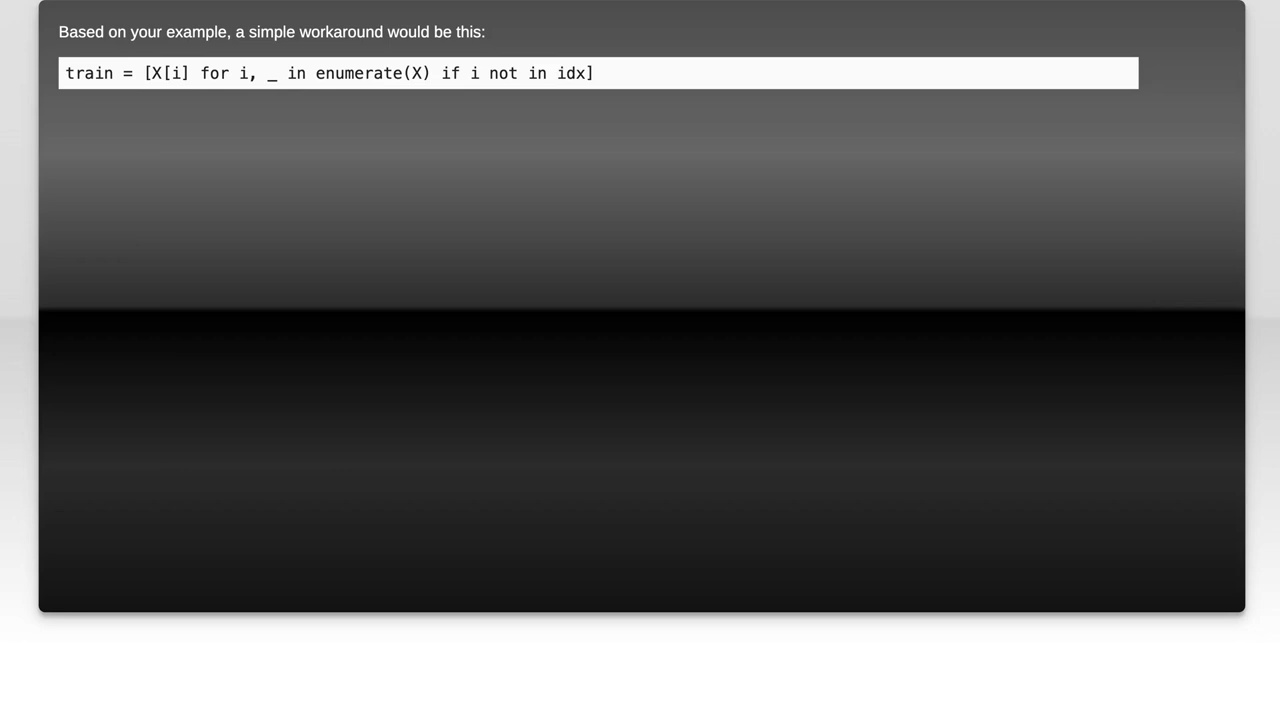 Based on your example, a simple workaround would be this:
train = [X[i] for i, _ in enumerate(X) if i not in idx]